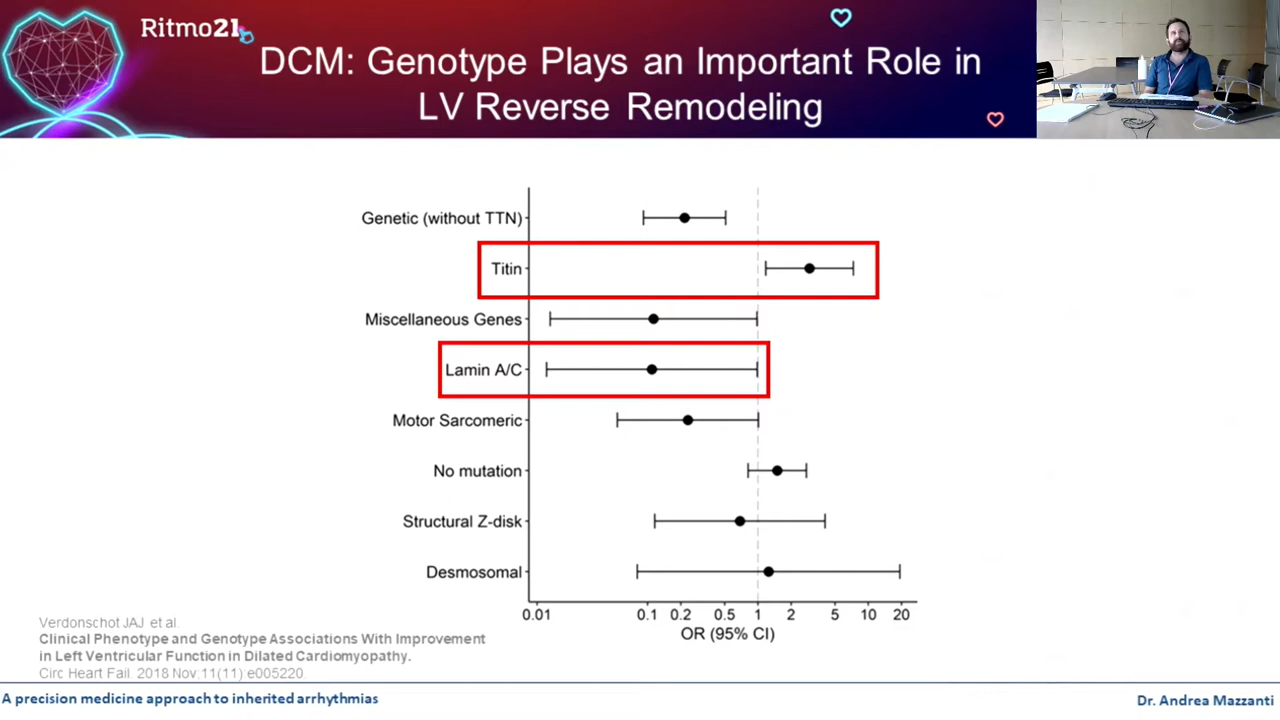 Ritmo21
DCM: Genotype Plays an Important Role in
LV Reverse Remodeling
Genetic (without TTN)
Titin
Miscellaneous Genes
Lamin A/C
Motor Sarcomeric
No mutation
Structural Z-disk
Desmosomal
0.01 0.1 0.2 0.5 1 2 5 10 20
OR (95% CI)
Verdonschot JAJ et al.
Clinical Phenotype and Genotype Associations With Improvement
in Left Ventricular Function in Dilated Cardiomyopathy.
Circ Heart Fail. 2018 Nov;11(11) e005220.
A precision medicine approach to inherited arrhythmias
Dr. Andrea Mazzanti